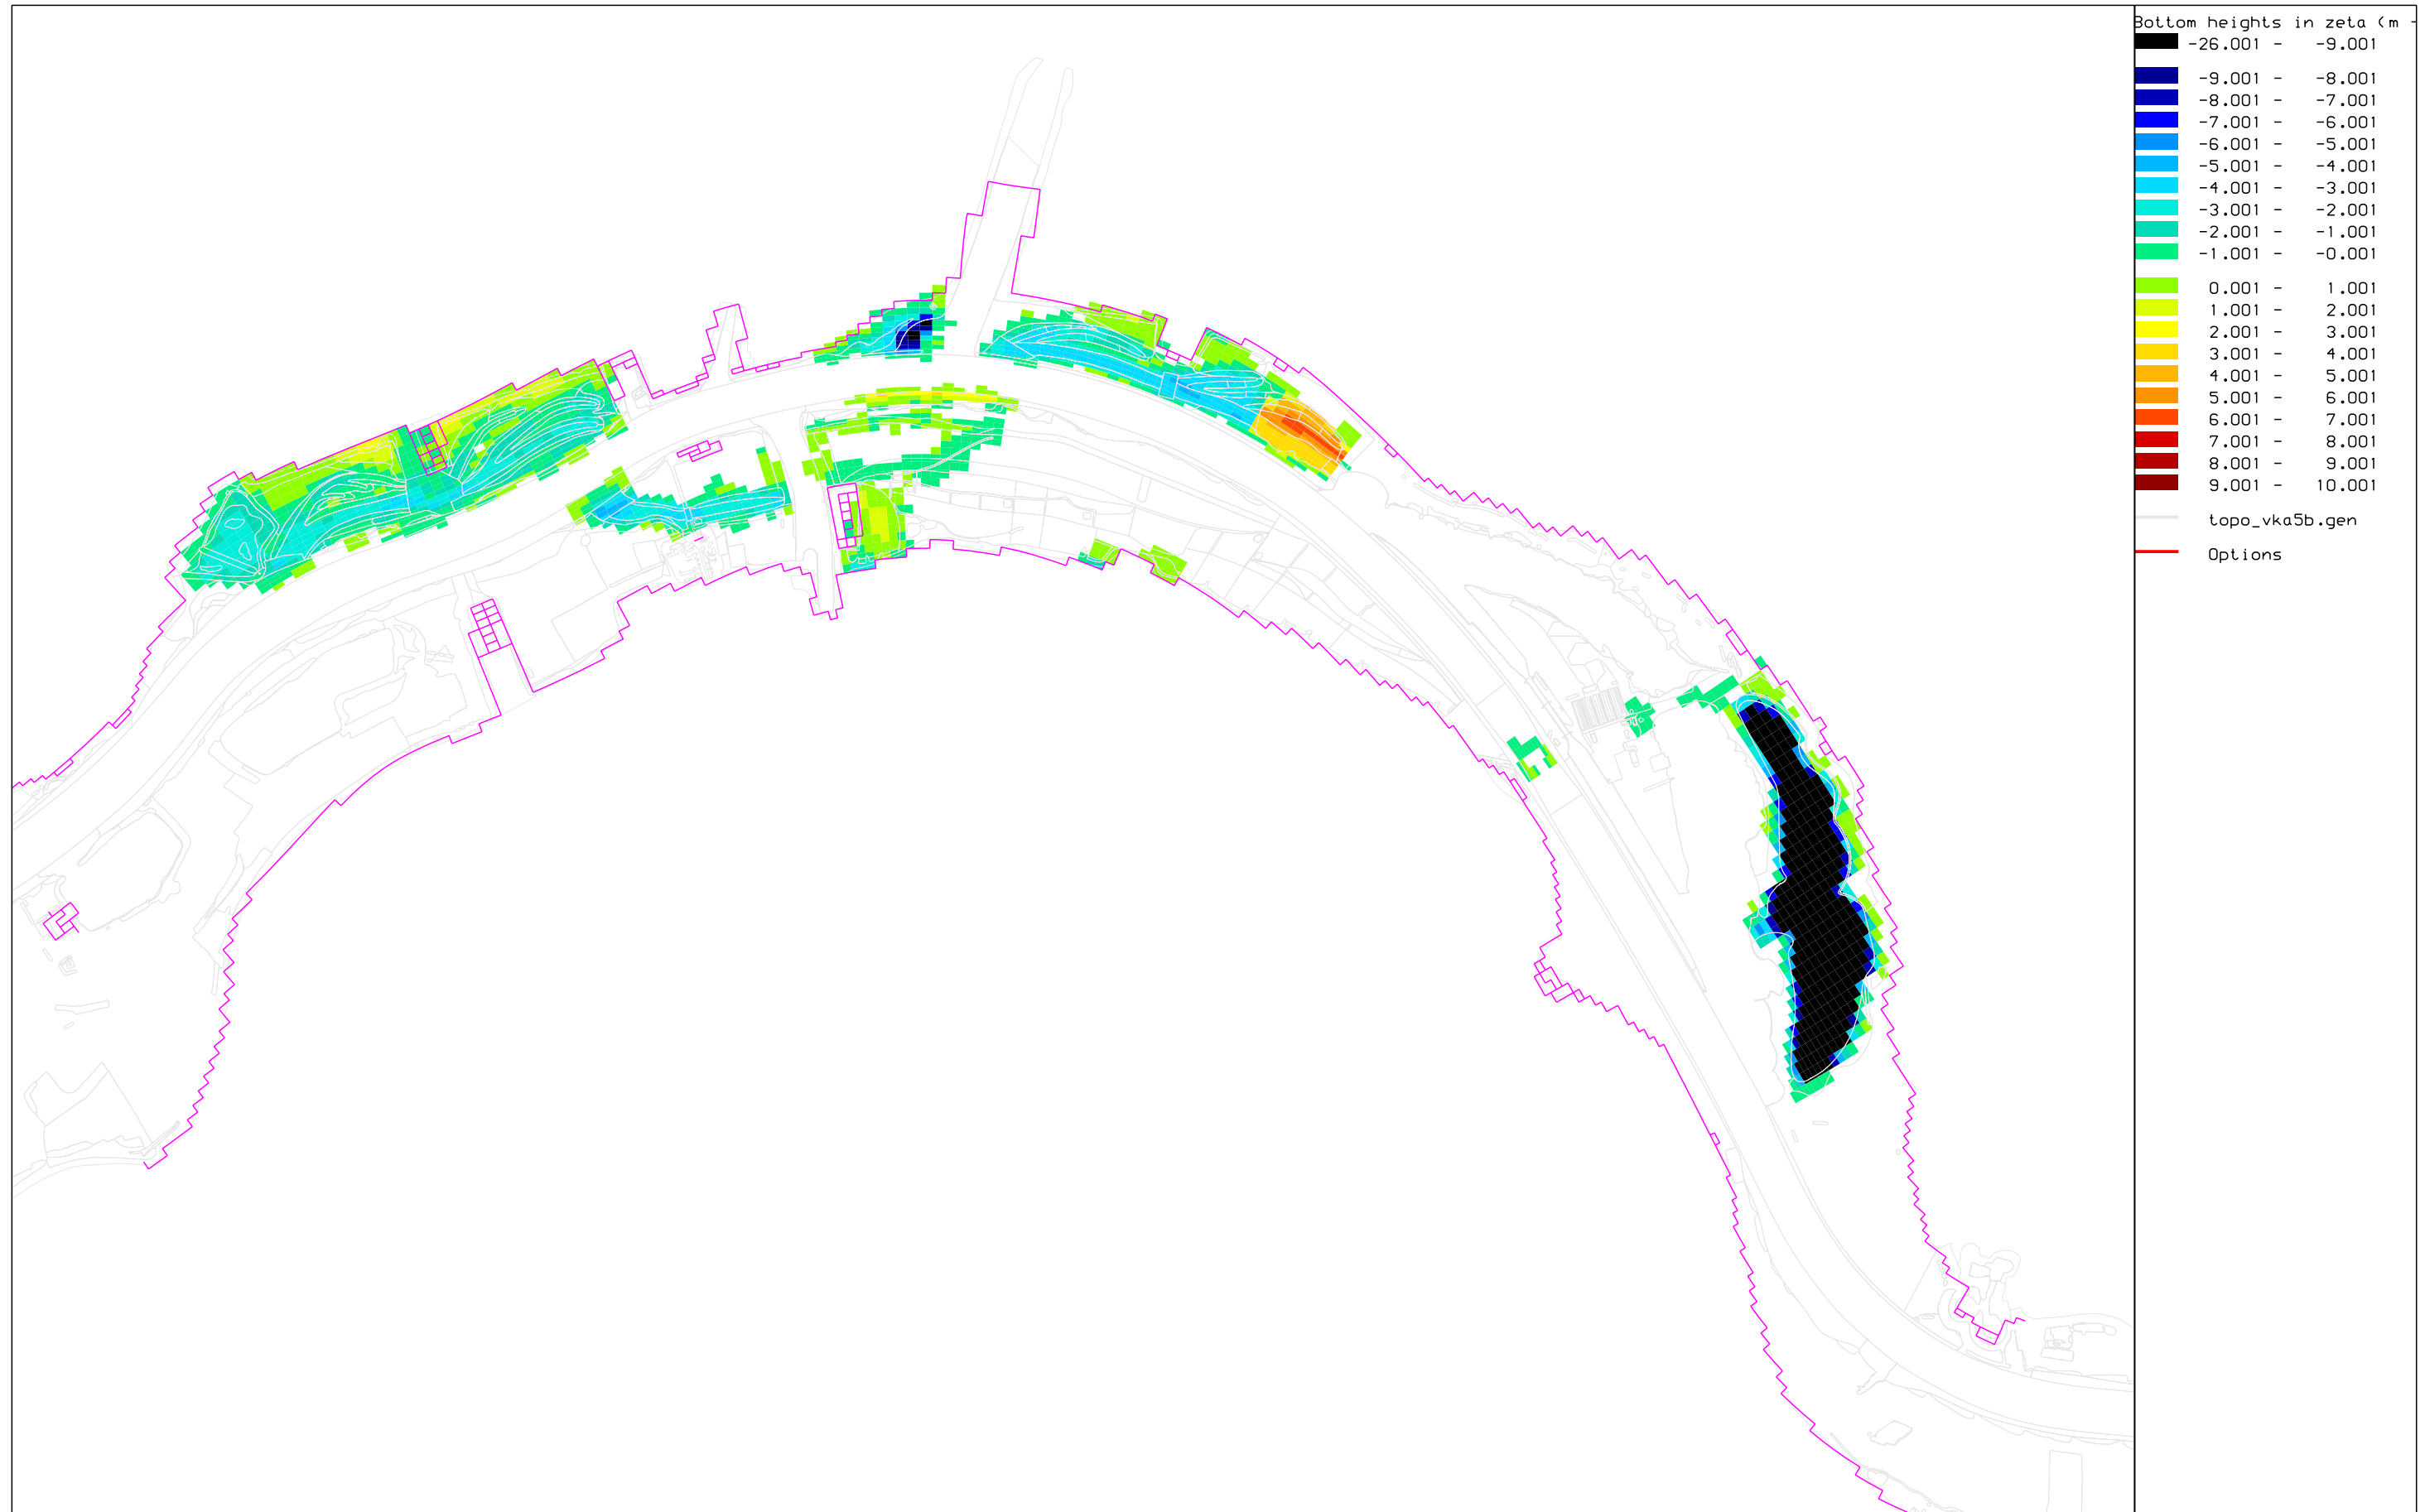 Bottom heights in zeta (m -
-26.001 - -9.001
-9.001 - -8.001
-8.001 - -7.001
-7.001 - -6.001
-6.001 - -5.001
-5.001 - -4.001
-4.001 - -3.001
-3.001 - -2.001
-2.001 - -1.001
-1.001 - -0.001
0.001 - 1.001
1.001 - 2.001
2.001 - 3.001
3.001 - 4.001
4.001 - 5.001
5.001 - 6.001
6.001 - 7.001
7.001 - 8.001
8.001 - 9.001
9.001 - 10.001
topo_vka5b.gen
Options